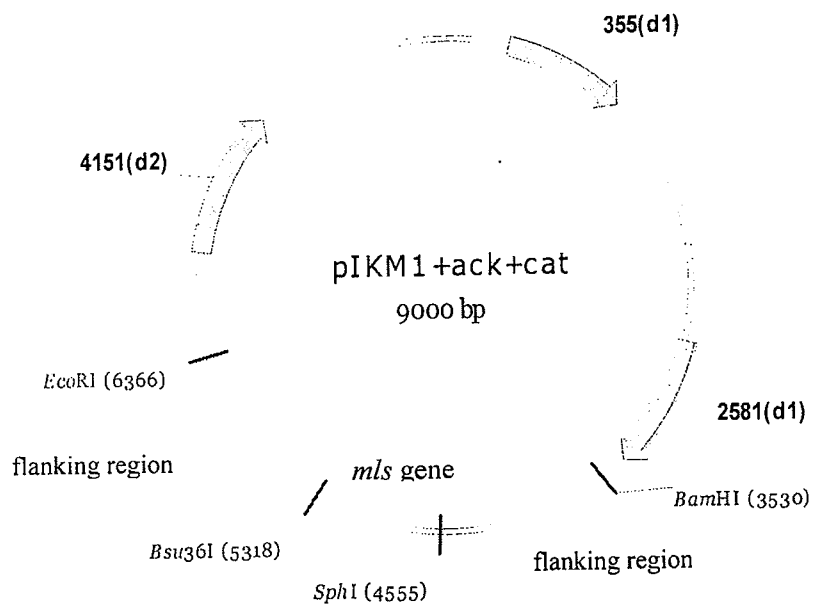 355(d1)
4151(d2)
pIKM1+ack+cat
9000 bp
EcoRI (6366)
2581(d1)
flanking region
mls gene
BamHI (3530)
Bsu36I (5318)
flanking region
SphI (4555)